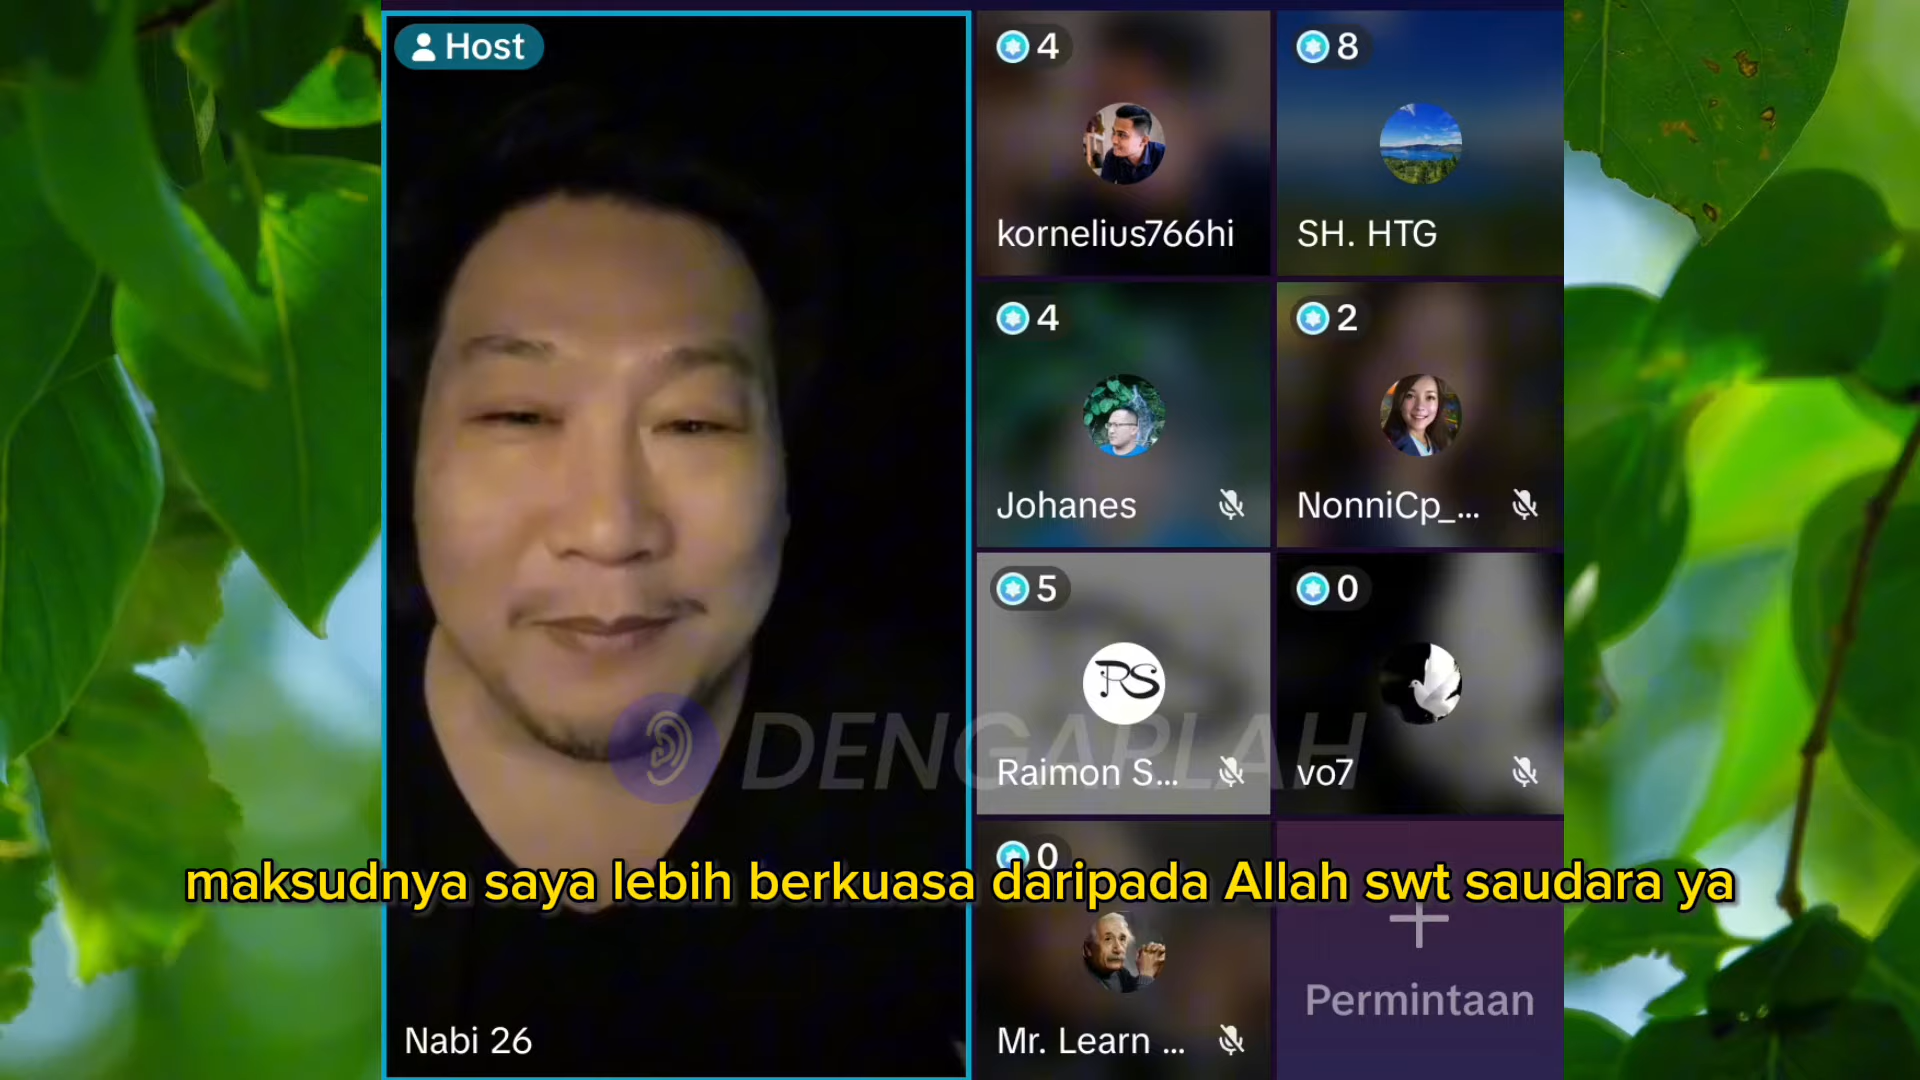 Host
4
8
kornelius766hi
SH. HTG
4
2
Johanes
NonniCp_...
5
0
RS
DENGARLAH
Raimon S...
vo7
0
maksudnya saya lebih berkuasa daripada Allah swt saudara ya
Permintaan
Nabi 26
Mr. Learn ...